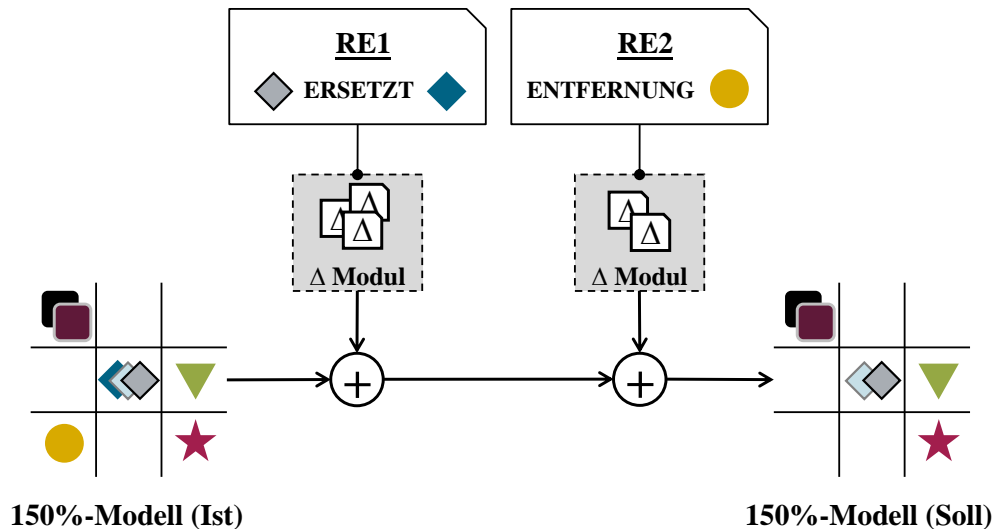 RE1
ERSETZT
RE2
ENTFERNUNG
Δ
Δ
Δ
Δ Modul
Δ
Δ
Δ Modul
+
+
150%-Modell (Ist)
150%-Modell (Soll)